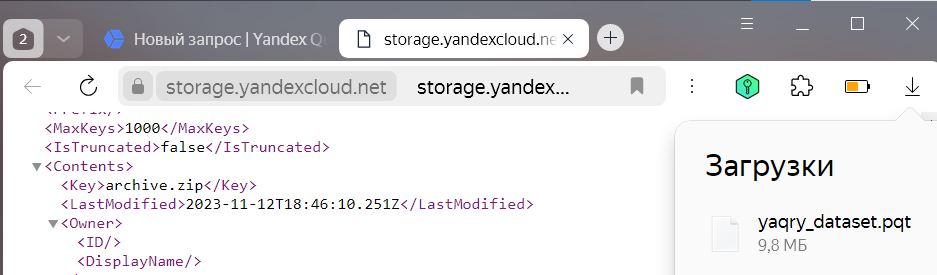 2
Новый запрос | Yandex Q
storage.yandexcloud.ne
storage.yandexcloud.net storage.yandex...
<MaxKeys>1000</MaxKeys>
<IsTruncated>false</IsTruncated>
<Contents>
<Key>archive.zip</Key>
<LastModified>2023-11-12T18:46:10.251Z</LastModified>
<Owner>
<ID/>
<DisplayName/>
Загрузки
yaqry_dataset.pqt
9,8 МБ